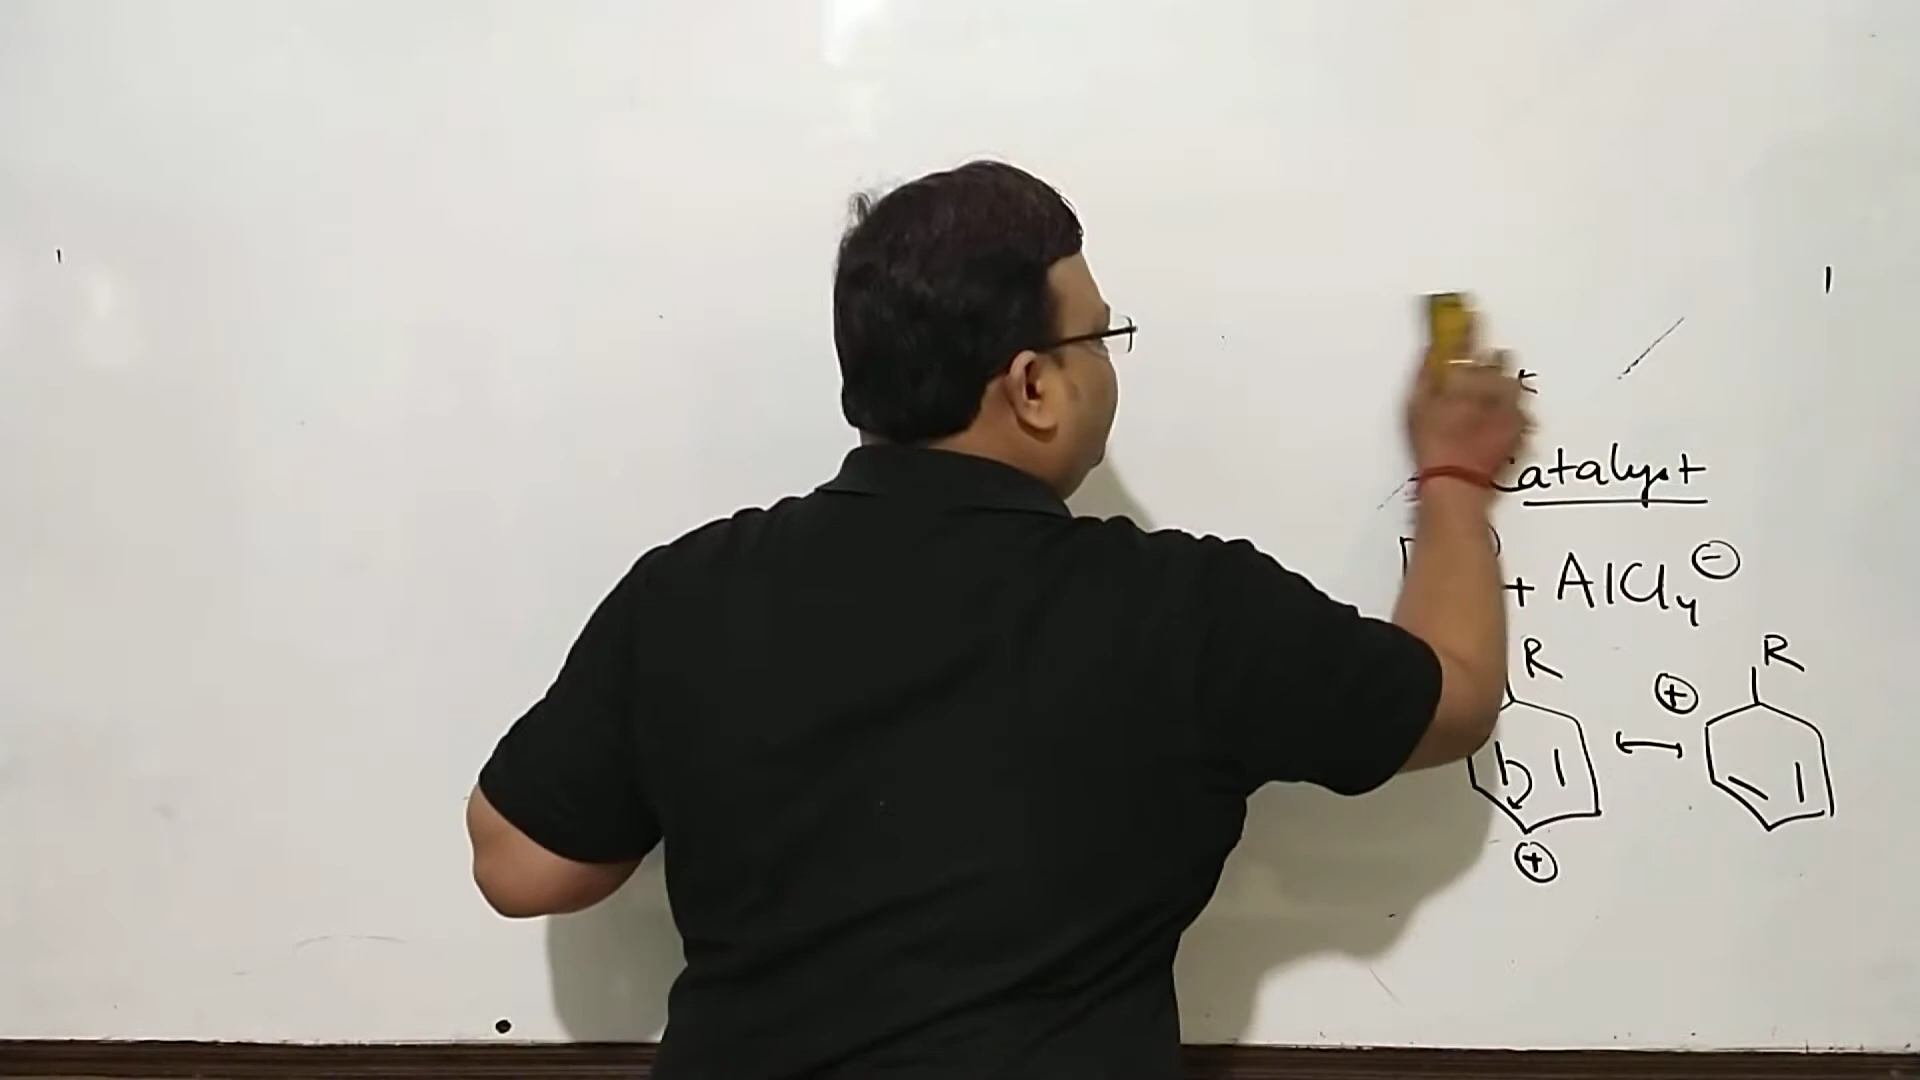 Catalyst
+ AlCl₄ ⊖
R ⊕ R
⊕